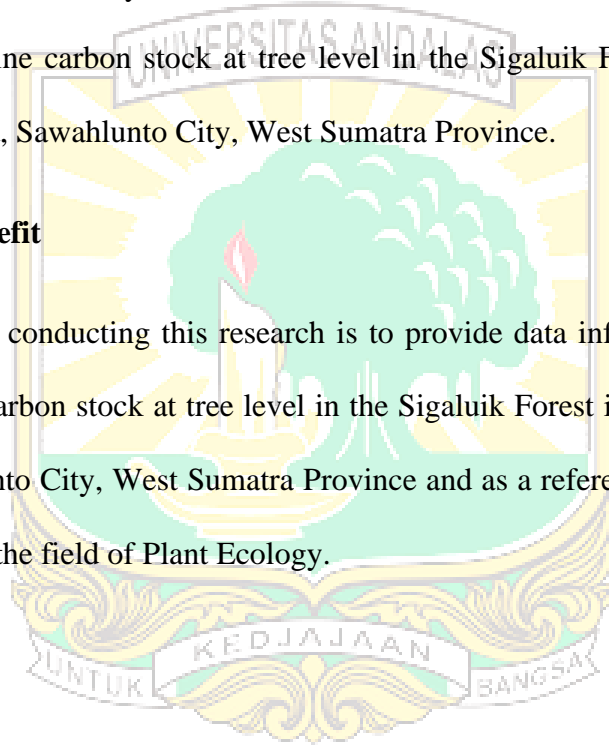 UNIVERSITAS ANDALAS
ine carbon stock at tree level in the Sigaluik F
, Sawahlunto City, West Sumatra Province.
efit
conducting this research is to provide data inf
arbon stock at tree level in the Sigaluik Forest i
nto City, West Sumatra Province and as a refere
the field of Plant Ecology.
UNTUK KEDJAJAAN BANGSA